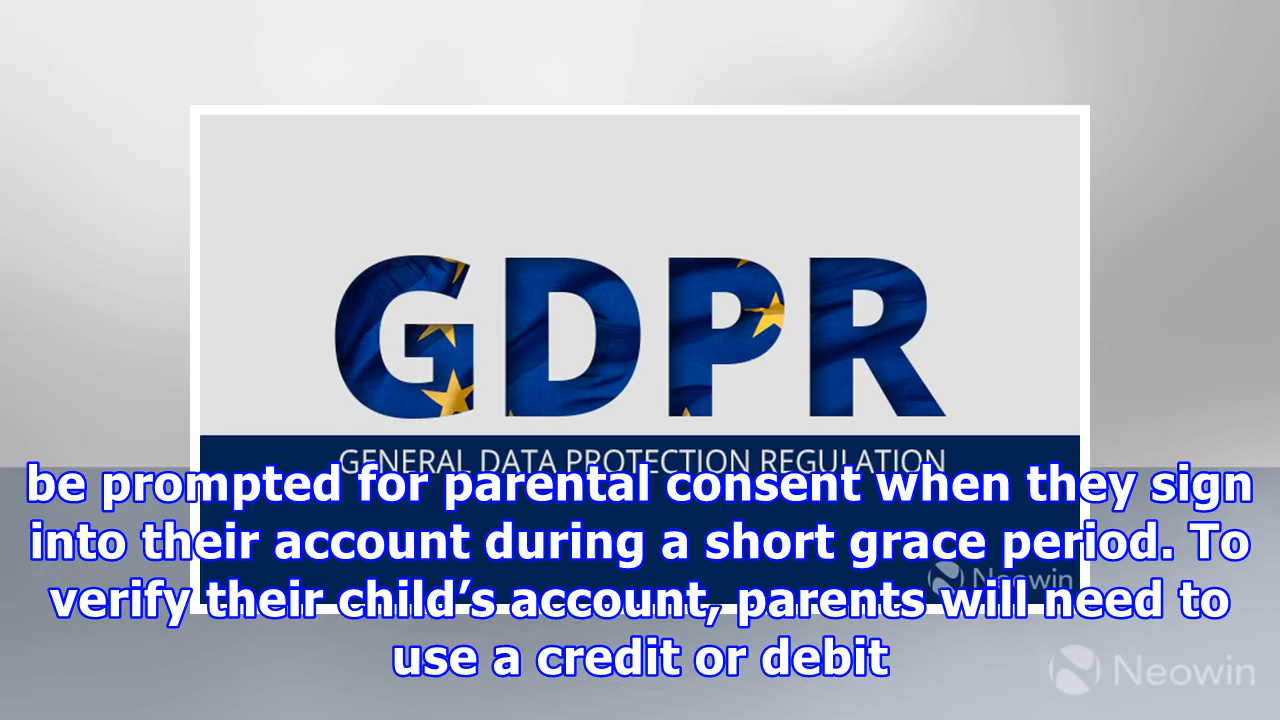 GDPR
GENERAL DATA PROTECTION REGULATION
be prompted for parental consent when they sign
into their account during a short grace period. To
Neowin
verify their child’s account, parents will need to
use a credit or debit
Neowin